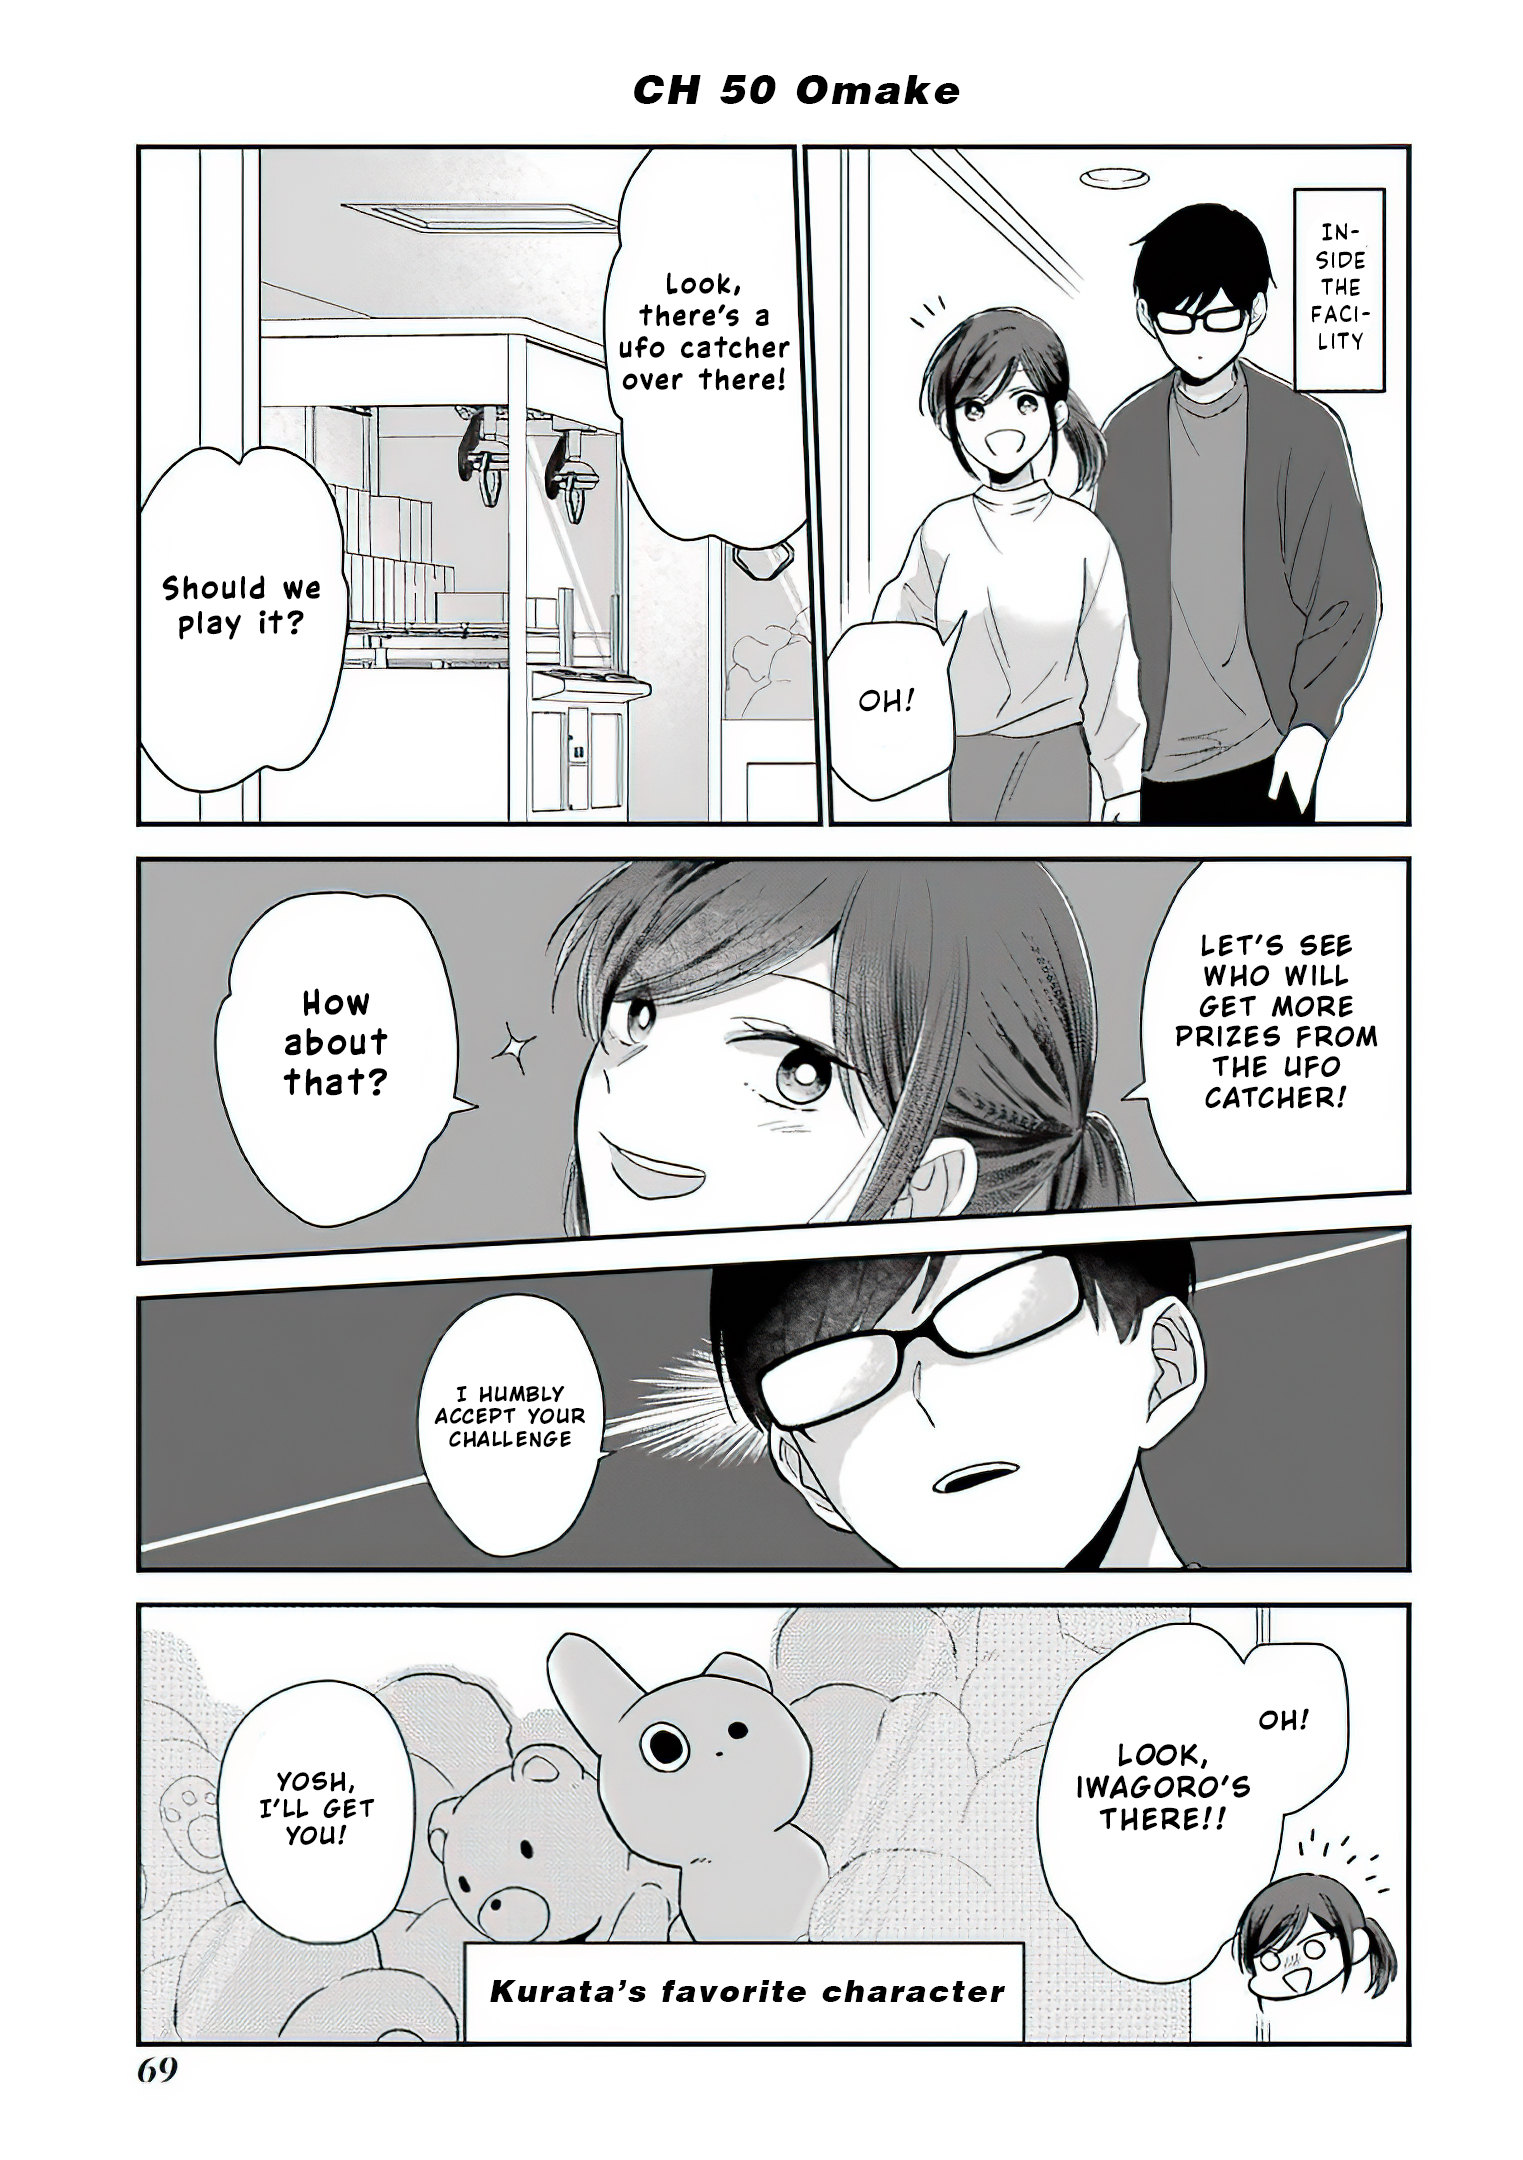 CH 50 Omake
IN-
SIDE
THE
FACI-
LITY
OH!
Look,
there's a
ufo catcher
over there!
Should we
play it?
LET'S SEE
WHO WILL
GET MORE
PRIZES FROM
THE UFO
CATCHER!
How
about
that?
I HUMBLY
ACCEPT YOUR
CHALLENGE
OH!
LOOK,
IWAGORO'S
THERE!!
YOSH,
I'LL GET
YOU!
Kurata's favorite character
69